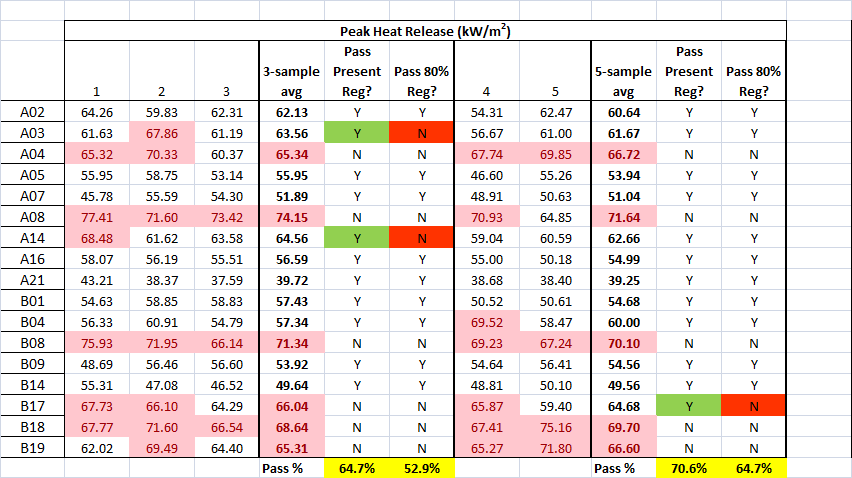 Peak Heat Release (kW/m²)
1 2 3 3-sample avg Pass Present Reg? Pass 80% Reg? 4 5 5-sample avg Pass Present Reg? Pass 80% Reg?
A02 64.26 59.83 62.31 62.13 Y Y 54.31 62.47 60.64 Y Y
A03 61.63 67.86 61.19 63.56 Y N 56.67 61.00 61.67 Y Y
A04 65.32 70.33 60.37 65.34 N N 67.74 69.85 66.72 N N
A05 55.95 58.75 53.14 55.95 Y Y 46.60 55.26 53.94 Y Y
A07 45.78 55.59 54.30 51.89 Y Y 48.91 50.63 51.04 Y Y
A08 77.41 71.60 73.42 74.15 N N 70.93 64.85 71.64 N N
A14 68.48 61.62 63.58 64.56 Y N 59.04 60.59 62.66 Y Y
A16 58.07 56.19 55.51 56.59 Y Y 55.00 50.18 54.99 Y Y
A21 43.21 38.37 37.59 39.72 Y Y 38.68 38.40 39.25 Y Y
B01 54.63 58.85 58.83 57.43 Y Y 50.52 50.61 54.68 Y Y
B04 56.33 60.91 54.79 57.34 Y Y 69.52 58.47 60.00 Y Y
B08 75.93 71.95 66.14 71.34 N N 69.23 67.24 70.10 N N
B09 48.69 56.46 56.60 53.92 Y Y 54.64 56.41 54.56 Y Y
B14 55.31 47.08 46.52 49.64 Y Y 48.81 50.10 49.56 Y Y
B17 67.73 66.10 64.29 66.04 N N 65.87 59.40 64.68 Y N
B18 67.77 71.60 66.54 68.64 N N 67.41 75.16 69.70 N N
B19 62.02 69.49 64.40 65.31 N N 65.27 71.80 66.60 N N
Pass % 64.7% 52.9% Pass % 70.6% 64.7%